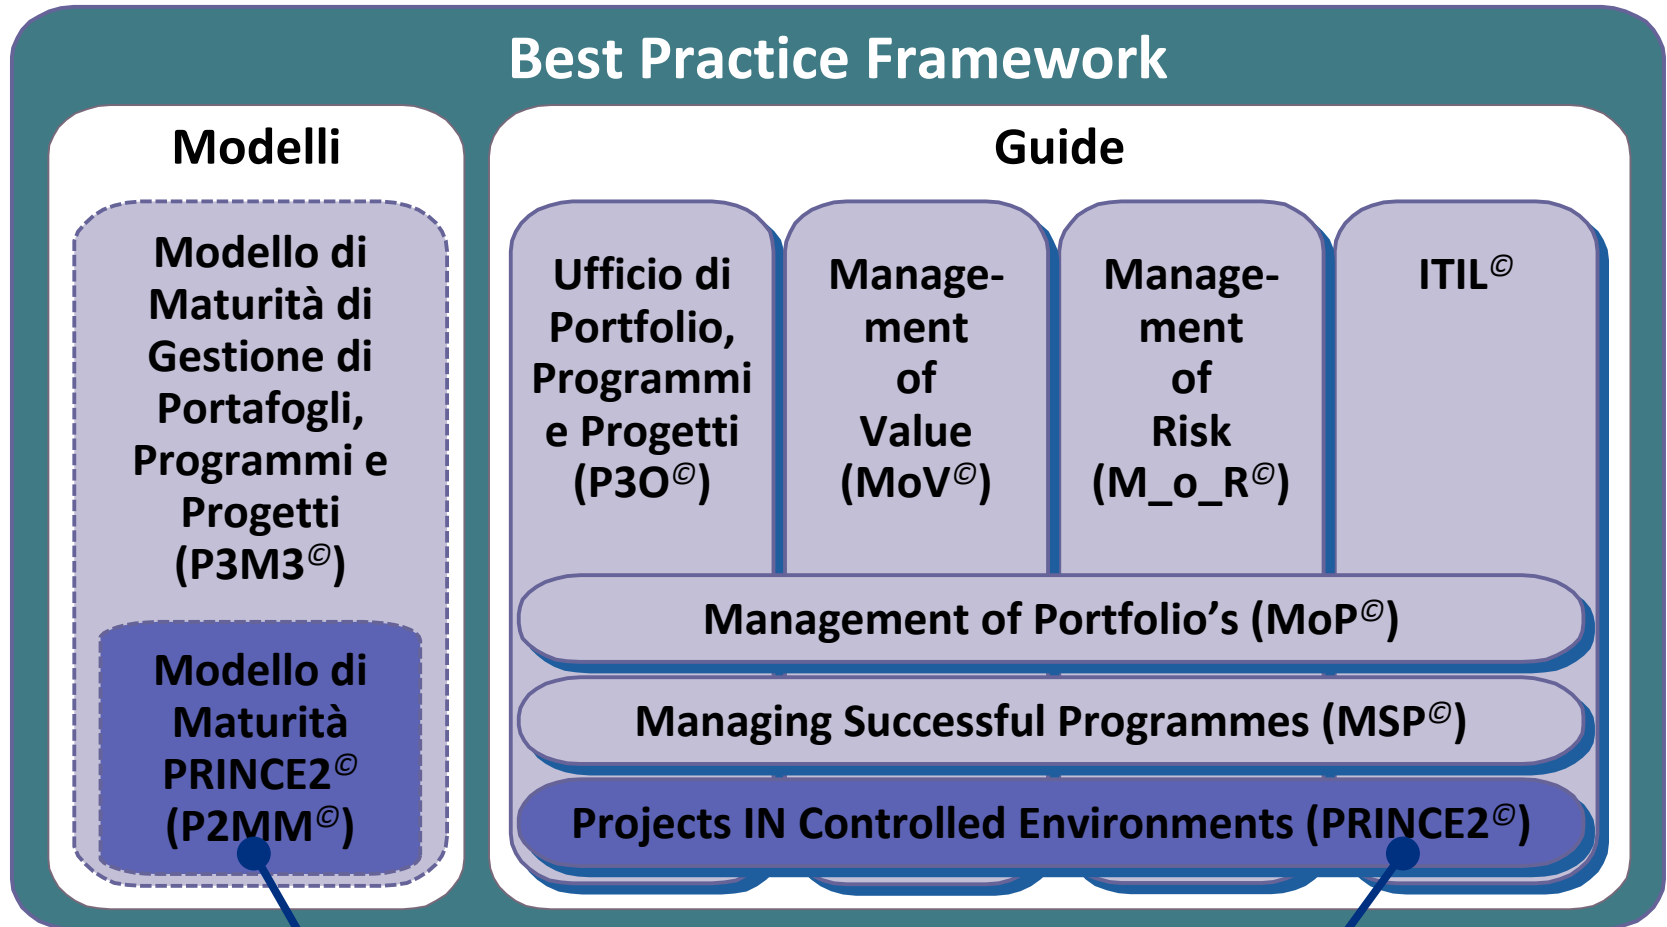 Best Practice Framework
Modelli
Modello di
Maturità di
Gestione di
Portafogli,
Programmi e
Progetti
(P3M3©)
Modello di
Maturità
PRINCE2©
(P2MM©)
Guide
Ufficio di
Portfolio,
Programmi
e Progetti
(P3O©)
Manage-
ment
of
Value
(MoV©)
Manage-
ment
of
Risk
(M_o_R©)
ITIL©
Management of Portfolio’s (MoP©)
Managing Successful Programmes (MSP©)
Projects IN Controlled Environments (PRINCE2©)